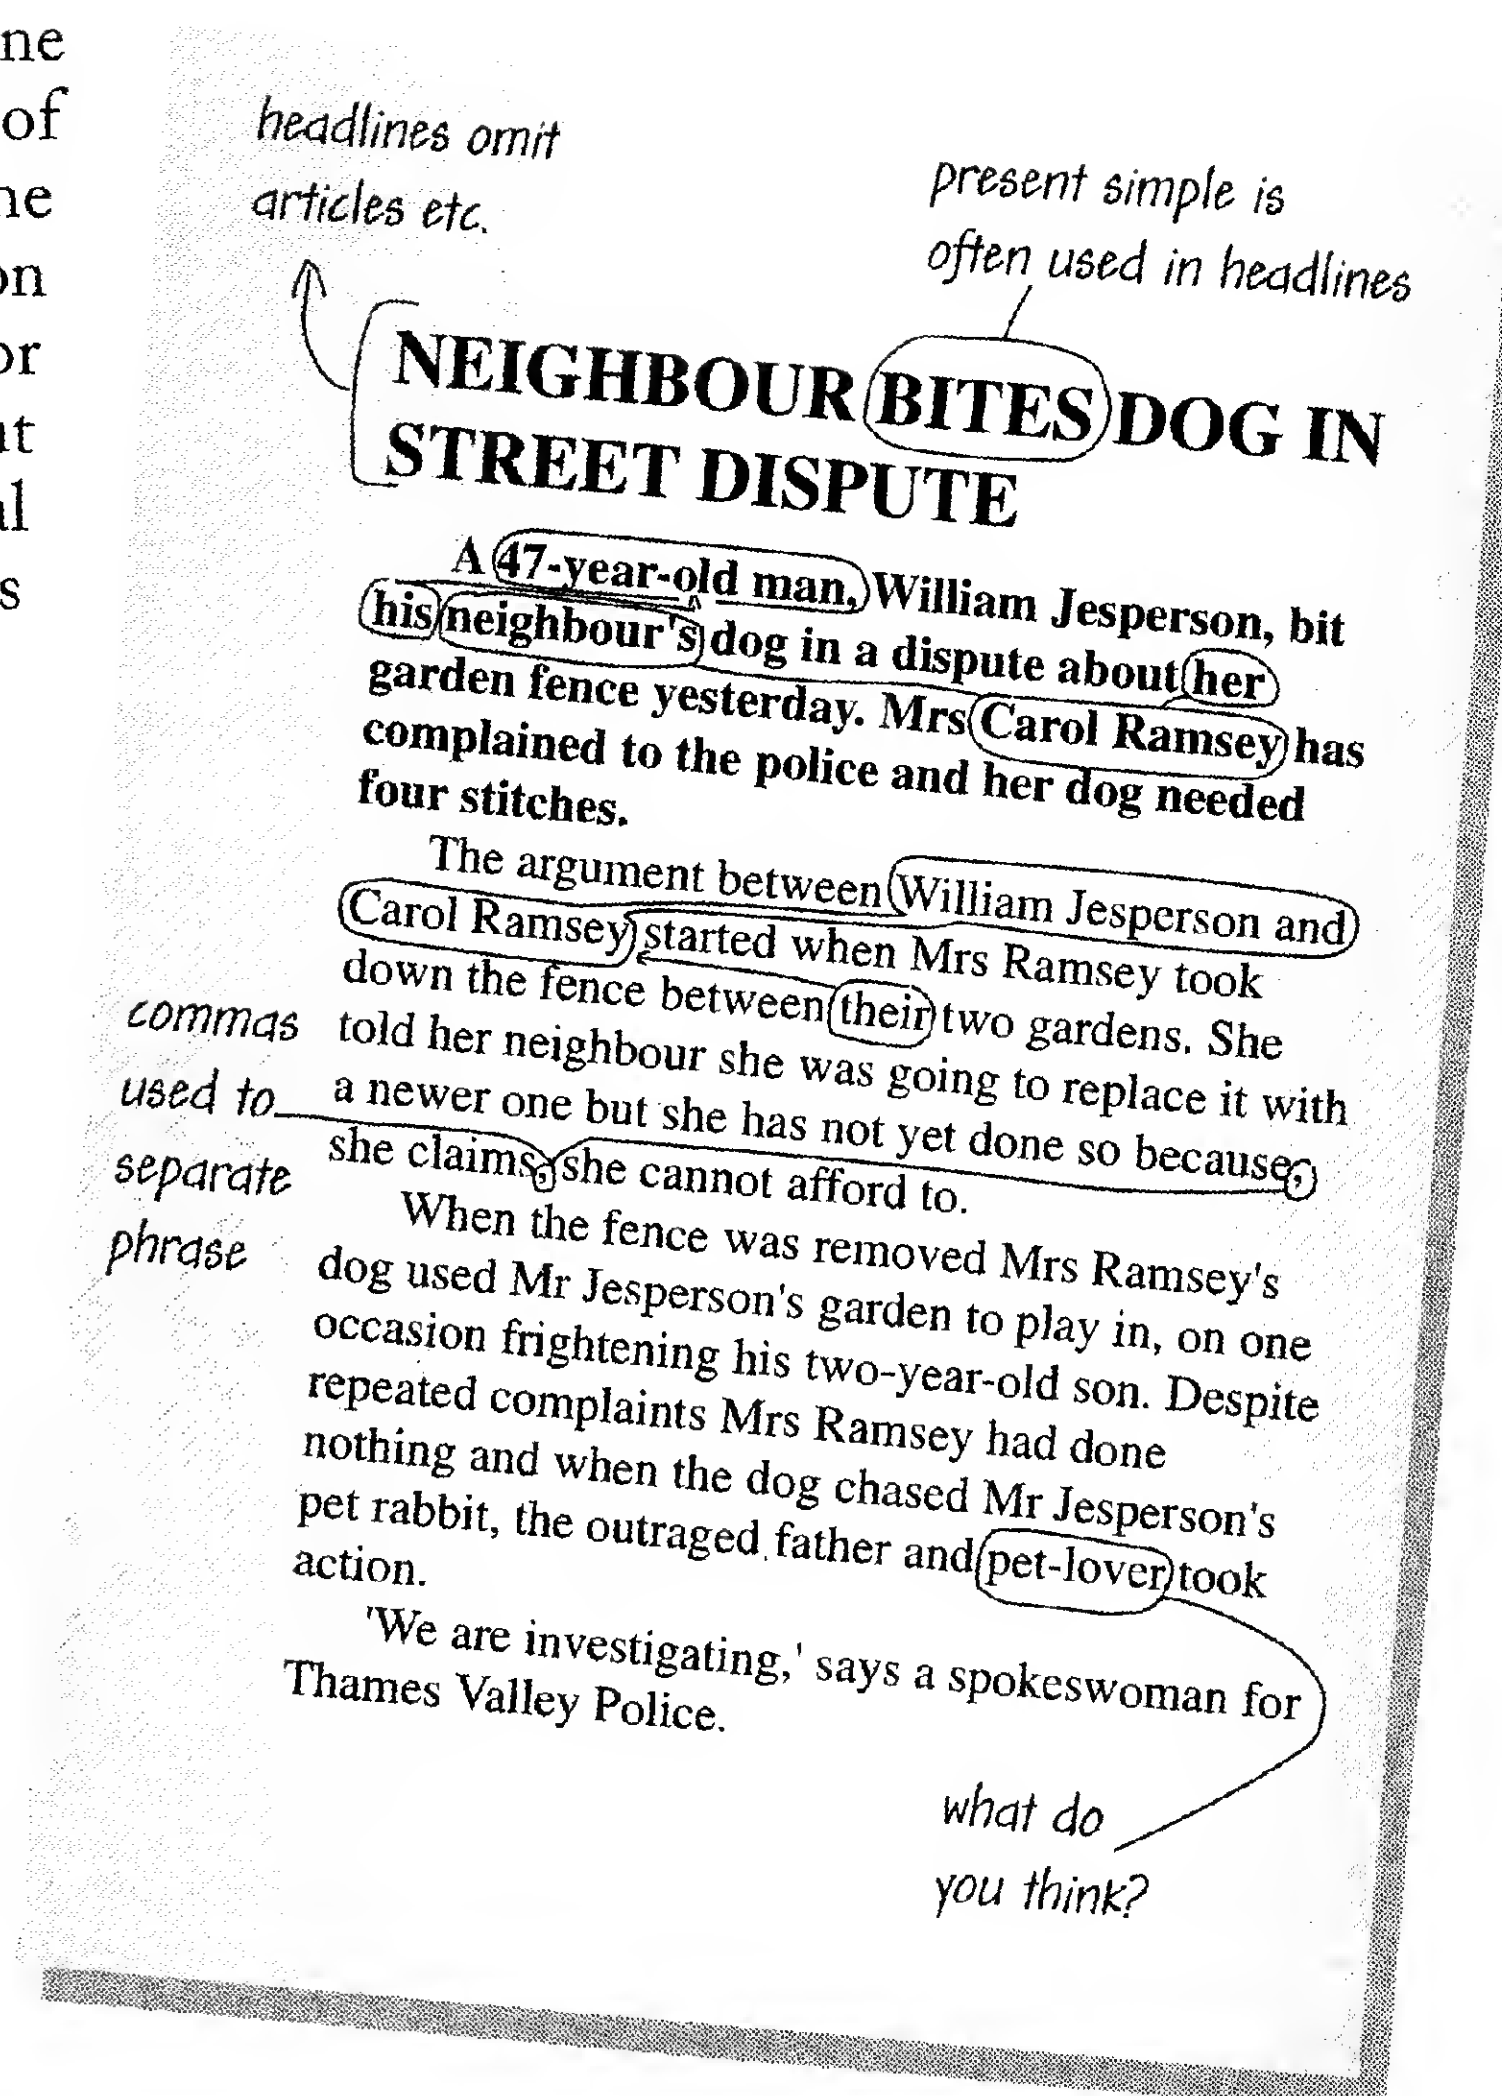 ne
of
ne
on
or
at
al
s
headlines omit
articles etc.
present simple is
often used in headlines
NEIGHBOUR BITES DOG IN
STREET DISPUTE
A 47-year-old man, William Jesperson, bit
his neighbour's dog in a dispute about her
garden fence yesterday. Mrs Carol Ramsey has
complained to the police and her dog needed
four stitches.
The argument between William Jesperson and
Carol Ramsey started when Mrs Ramsey took
down the fence between their two gardens. She
told her neighbour she was going to replace it with
a newer one but she has not yet done so because,
she claims, she cannot afford to.
commas
used to
separate
phrase
When the fence was removed Mrs Ramsey's
dog used Mr Jesperson's garden to play in, on one
occasion frightening his two-year-old son. Despite
repeated complaints Mrs Ramsey had done
nothing and when the dog chased Mr Jesperson's
pet rabbit, the outraged father and pet-lover took
action.
'We are investigating,' says a spokeswoman for
Thames Valley Police.
what do
you think?